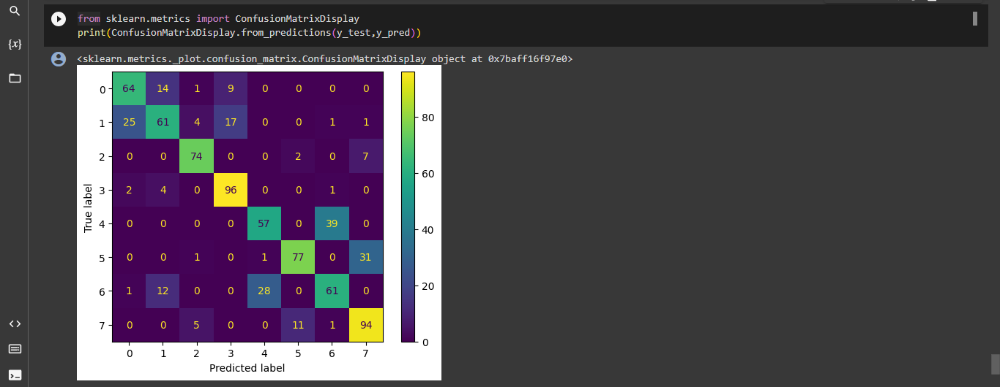 from sklearn.metrics import ConfusionMatrixDisplay
print(ConfusionMatrixDisplay.from_predictions(y_test,y_pred))
<sklearn.metrics._plot.confusion_matrix.ConfusionMatrixDisplay object at 0x7baff16f97e0>
{x}
<>
True label
0 64 14 1 9 0 0 0 0
1 25 61 4 17 0 0 1 1
2 0 0 74 0 0 2 0 7
3 2 4 0 96 0 0 1 0
4 0 0 0 0 57 0 39 0
5 0 0 1 0 1 77 0 31
6 1 12 0 0 28 0 61 0
7 0 0 5 0 0 11 1 94
0 1 2 3 4 5 6 7
Predicted label
80
60
40
20
0